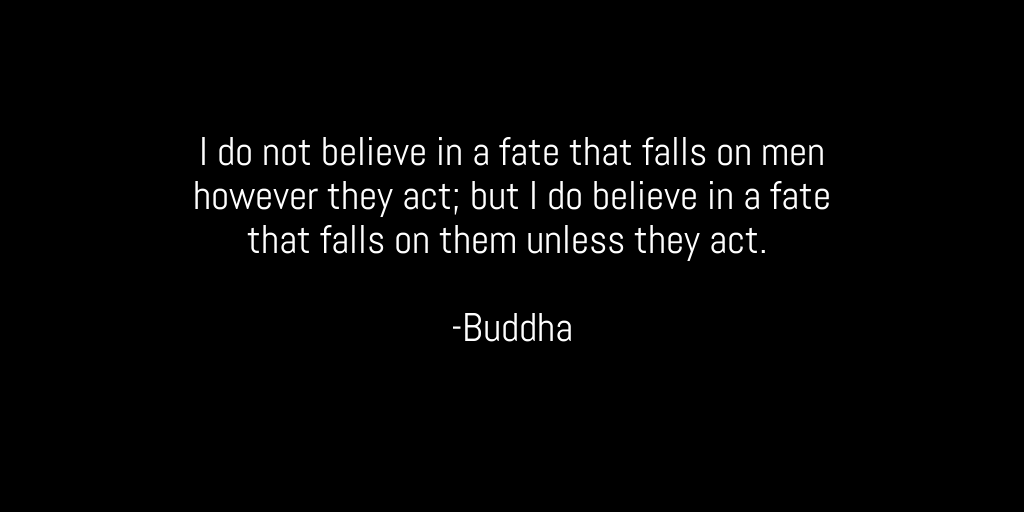 I do not believe in a fate that falls on men
however they act; but I do believe in a fate
that falls on them unless they act.
-Buddha